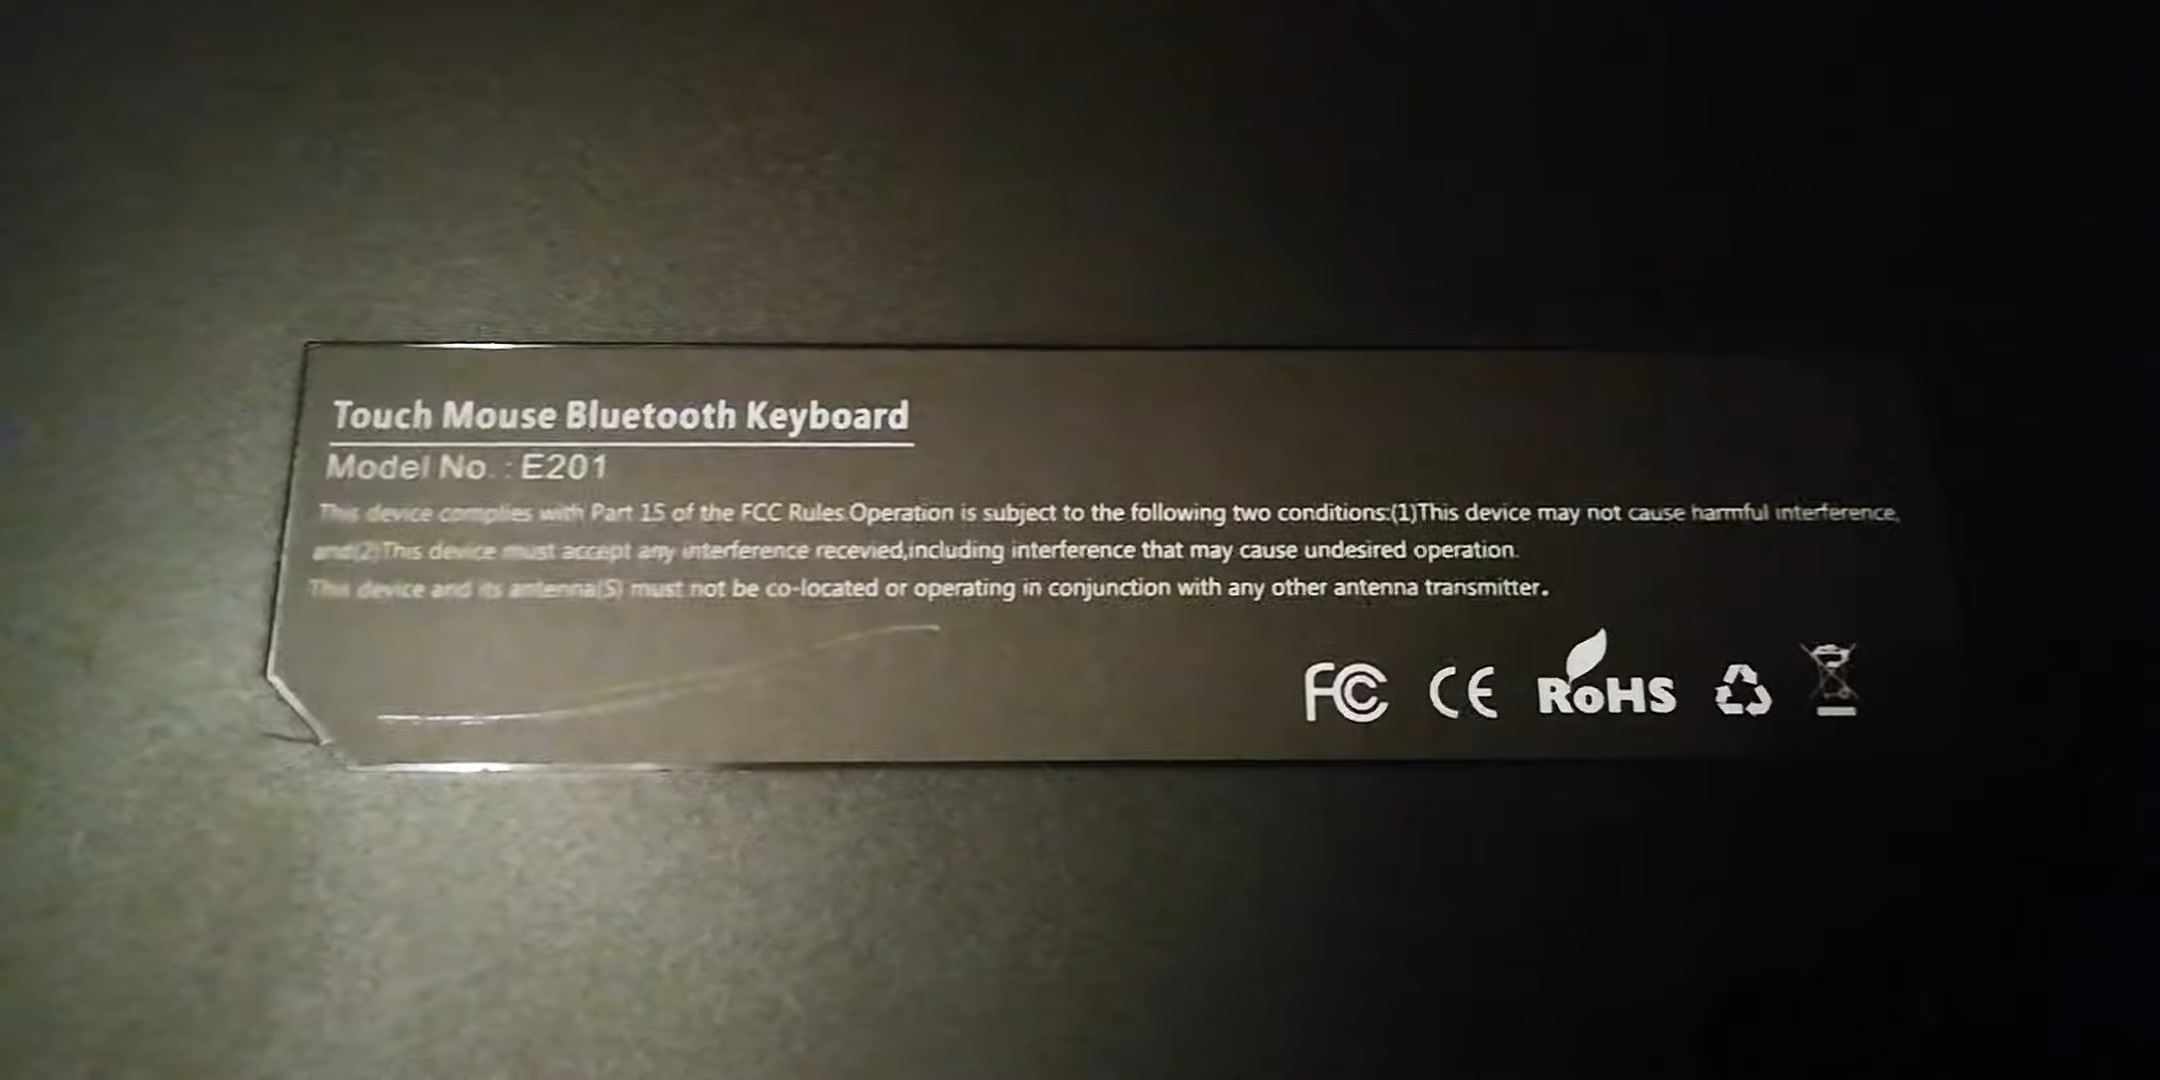 Touch Mouse Bluetooth Keyboard
Model No. : E201
This device complies with Part 15 of the FCC Rules.Operation is subject to the following two conditions:(1)This device may not cause harmful interference,
and(2)This device must accept any interference recevied,including interference that may cause undesired operation.
This device and its antenna(S) must not be co-located or operating in conjunction with any other antenna transmitter.
FC CE RoHS